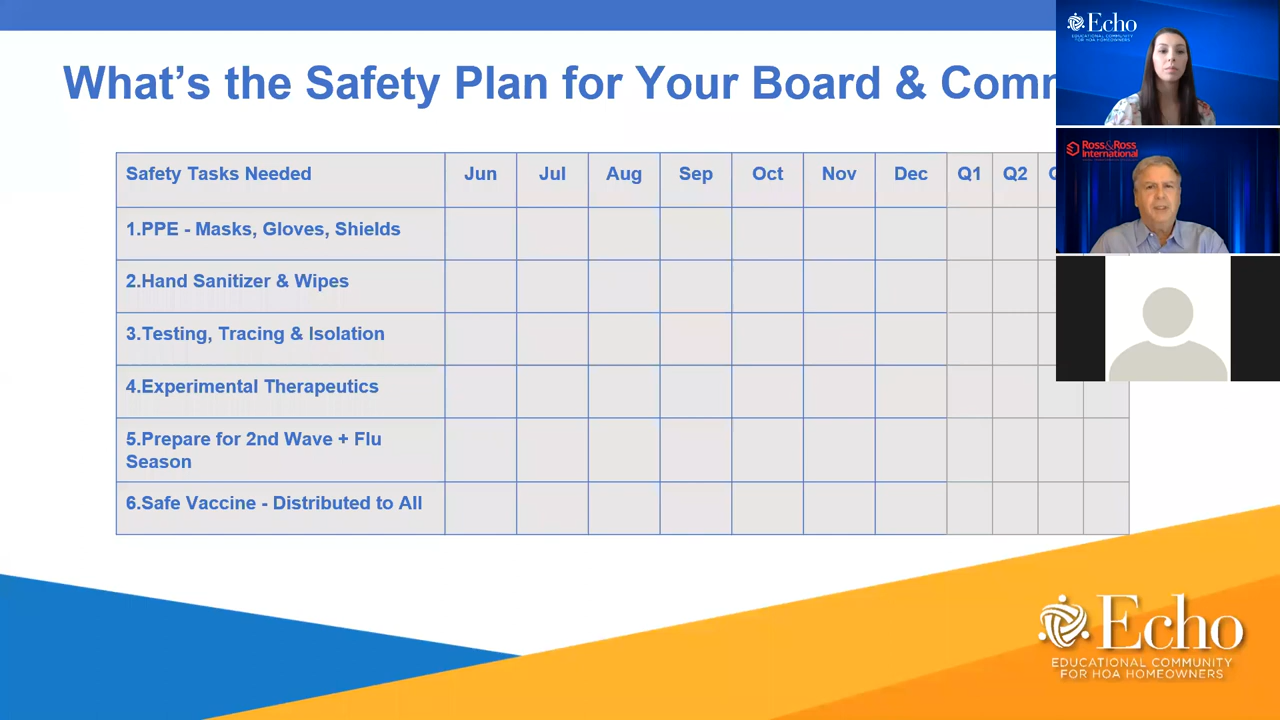 What's the Safety Plan for Your Board & Comm
Safety Tasks Needed Jun Jul Aug Sep Oct Nov Dec Q1 Q2
1.PPE - Masks, Gloves, Shields
2.Hand Sanitizer & Wipes
3.Testing, Tracing & Isolation
4.Experimental Therapeutics
5.Prepare for 2nd Wave + Flu
Season
6.Safe Vaccine - Distributed to All
Echo
EDUCATIONAL COMMUNITY
FOR HOA HOMEOWNERS
Ross&Ross
International
Echo
EDUCATIONAL COMMUNITY
FOR HOA HOMEOWNERS